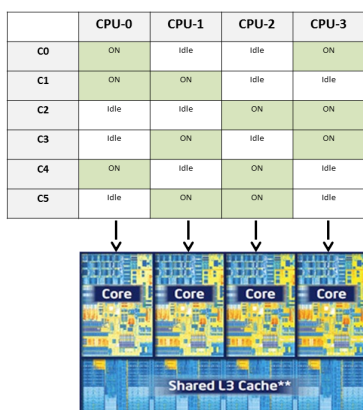 CPU-0 CPU-1 CPU-2 CPU-3
C0 ON Idle Idle ON
C1 ON ON Idle Idle
C2 Idle Idle ON ON
C3 Idle ON Idle ON
C4 ON Idle ON Idle
C5 Idle ON ON Idle
Core Core Core Core
Shared L3 Cache**